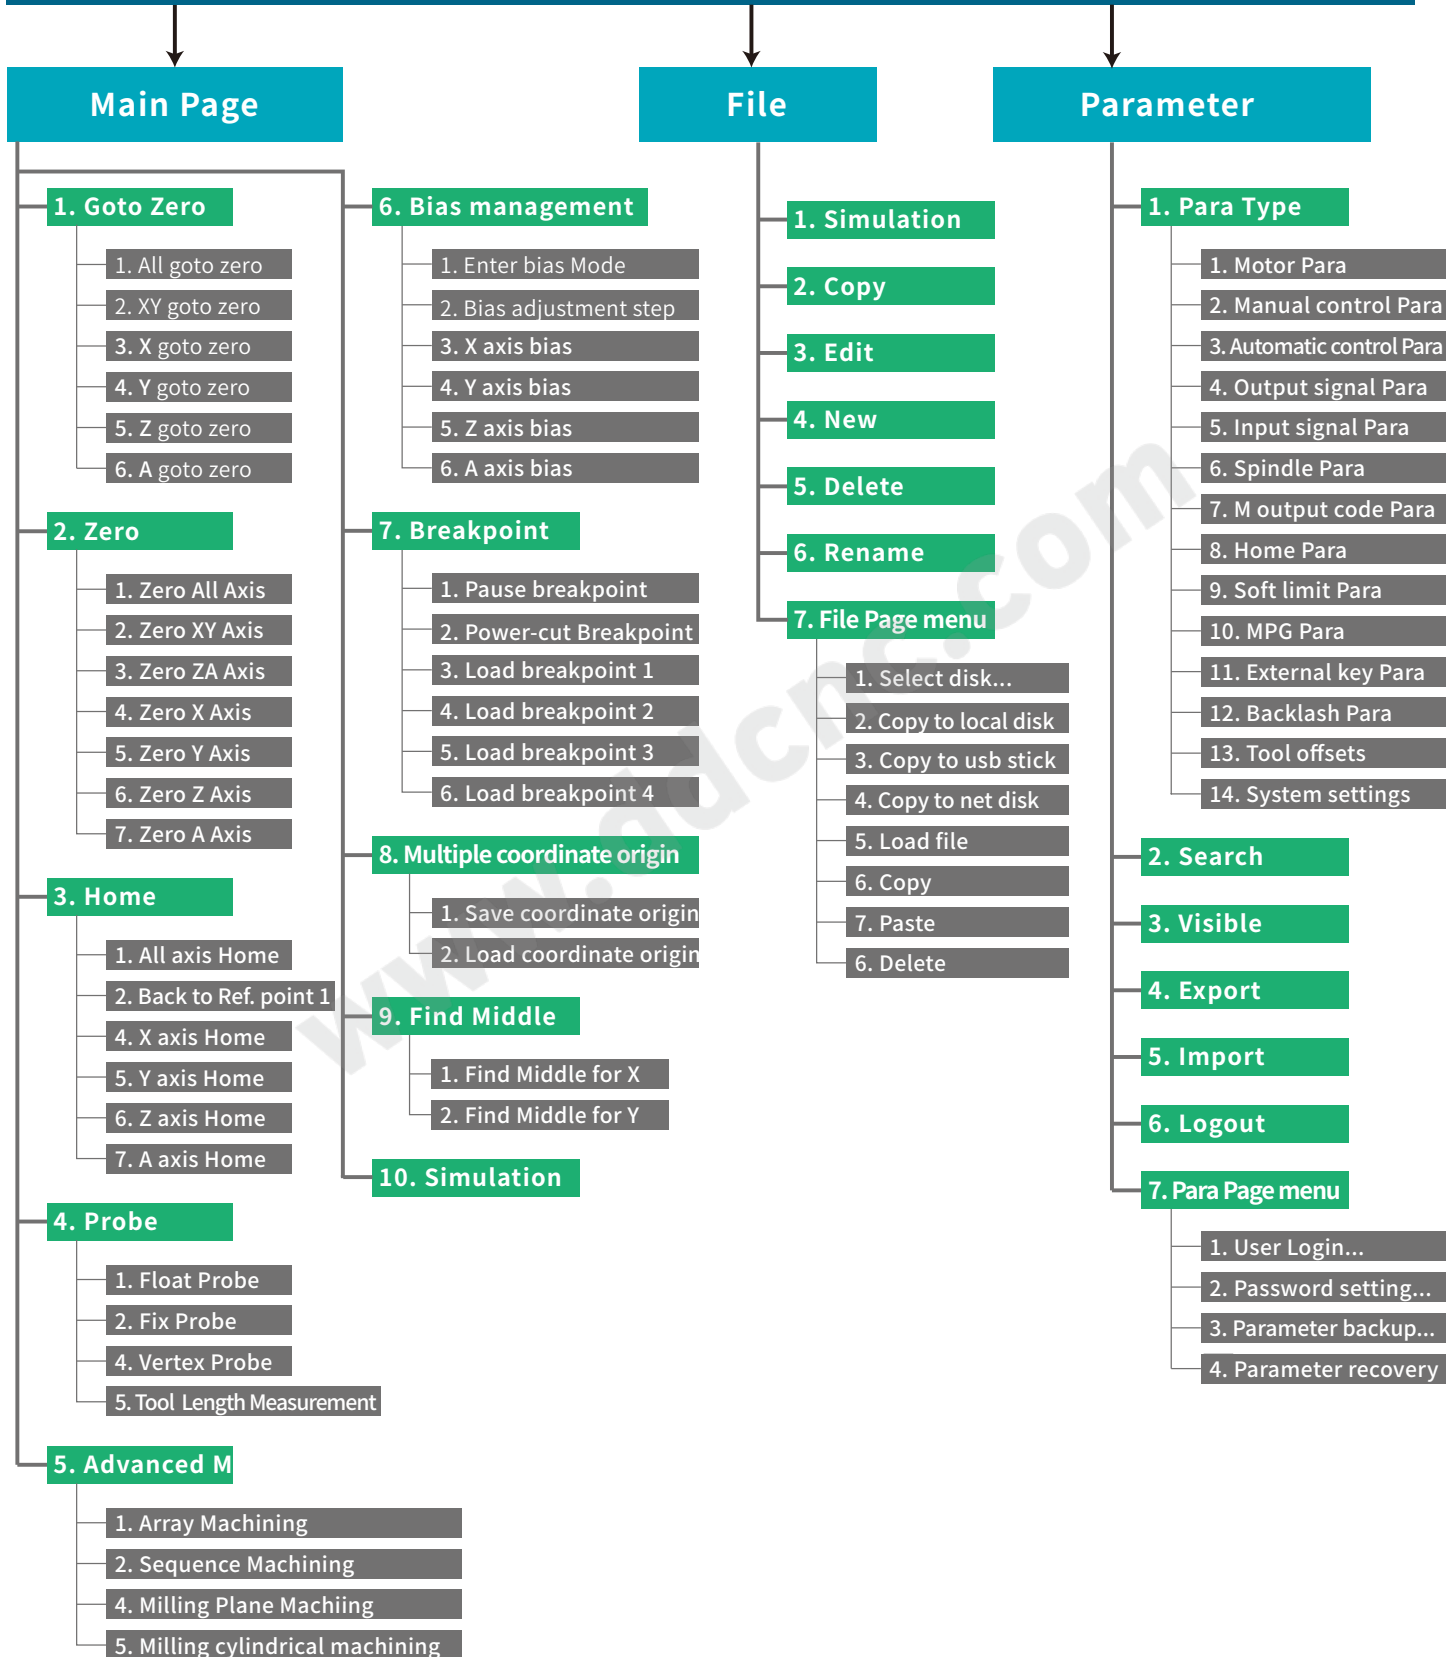 Main Page
1. Goto Zero
1. All goto zero
2. XY goto zero
3. X goto zero
4. Y goto zero
5. Z goto zero
6. A goto zero
2. Zero
1. Zero All Axis
2. Zero XY Axis
3. Zero ZA Axis
4. Zero X Axis
5. Zero Y Axis
6. Zero Z Axis
7. Zero A Axis
3. Home
1. All axis Home
2. Back to Ref. point 1
4. X axis Home
5. Y axis Home
6. Z axis Home
7. A axis Home
4. Probe
1. Float Probe
2. Fix Probe
4. Vertex Probe
5. Tool Length Measurement
5. Advanced M
1. Array Machining
2. Sequence Machining
4. Milling Plane Machiing
5. Milling cylindrical machining
6. Bias management
1. Enter bias Mode
2. Bias adjustment step
3. X axis bias
4. Y axis bias
5. Z axis bias
6. A axis bias
7. Breakpoint
1. Pause breakpoint
2. Power-cut Breakpoint
3. Load breakpoint 1
4. Load breakpoint 2
5. Load breakpoint 3
6. Load breakpoint 4
8. Multiple coordinate origin
1. Save coordinate origin
2. Load coordinate origin
9. Find Middle
1. Find Middle for X
2. Find Middle for Y
10. Simulation
File
1. Simulation
2. Copy
3. Edit
4. New
5. Delete
6. Rename
7. File Page menu
1. Select disk...
2. Copy to local disk
3. Copy to usb stick
4. Copy to net disk
5. Load file
6. Copy
7. Paste
6. Delete
Parameter
1. Para Type
1. Motor Para
2. Manual control Para
3. Automatic control Para
4. Output signal Para
5. Input signal Para
6. Spindle Para
7. M output code Para
8. Home Para
9. Soft limit Para
10. MPG Para
11. External key Para
12. Backlash Para
13. Tool offsets
14. System settings
2. Search
3. Visible
4. Export
5. Import
6. Logout
7. Para Page menu
1. User Login...
2. Password setting...
3. Parameter backup...
4. Parameter recovery
www.ddcnc.com